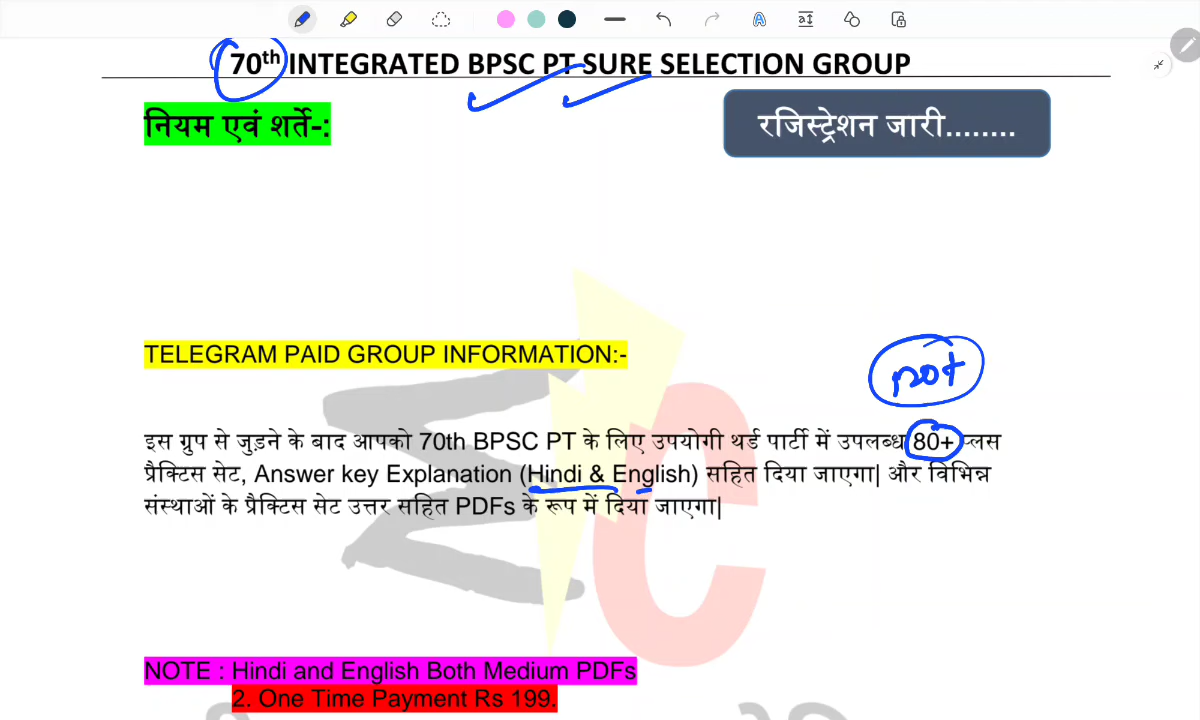 70th INTEGRATED BPSC PT SURE SELECTION GROUP
नियम एवं शर्ते-:
रजिस्ट्रेशन जारी........
TELEGRAM PAID GROUP INFORMATION:-
इस ग्रुप से जुड़ने के बाद आपको 70th BPSC PT के लिए उपयोगी थर्ड पार्टी में उपलब्ध 80+ प्लस
प्रैक्टिस सेट, Answer key Explanation (Hindi & English) सहित दिया जाएगा| और विभिन्न
संस्थाओं के प्रैक्टिस सेट उत्तर सहित PDFs के रूप में दिया जाएगा|
NOTE : Hindi and English Both Medium PDFs
2. One Time Payment Rs 199.